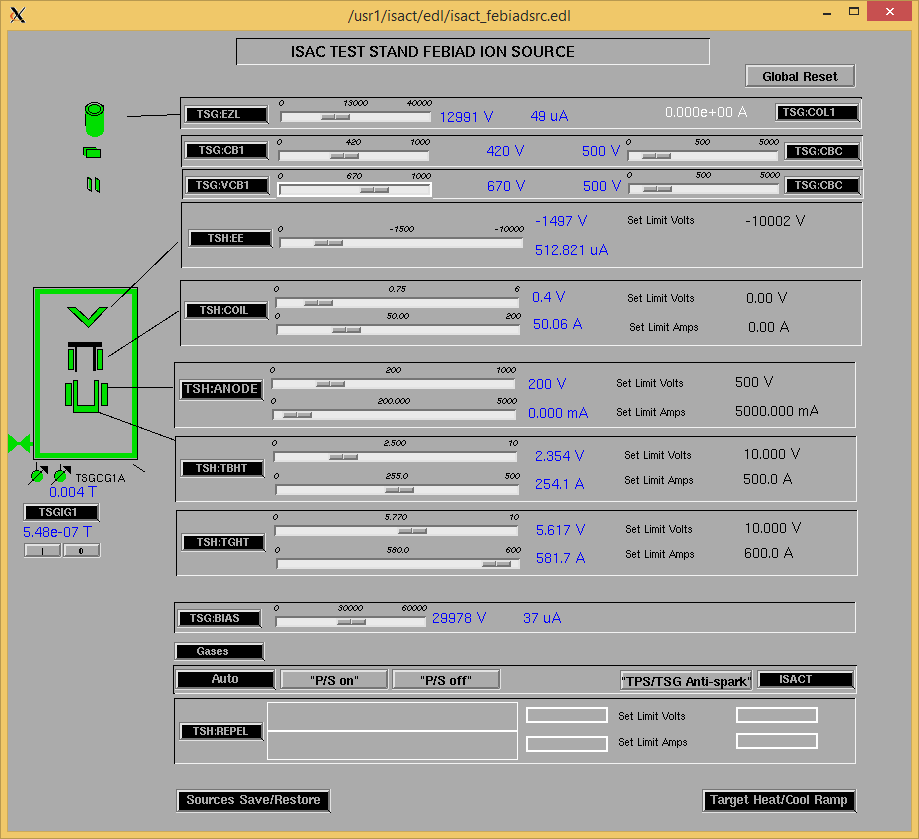 /usr1/isact/edl/isact_febiadsrc.edl
ISAC TEST STAND FEBIAD ION SOURCE
Global Reset
TSG:EZL 0 13000 40000 12991 V 49 uA 0.000e+00 A TSG:COL1
TSG:CB1 0 420 1000 420 V 500 V 0 500 5000 TSG:CBC
TSG:VCB1 0 670 1000 670 V 500 V 0 500 5000 TSG:CBC
TSH:EE 0 -1500 -10000 -1497 V Set Limit Volts -10002 V
512.821 uA
TSH:COIL 0 0.75 6 0.4 V Set Limit Volts 0.00 V
0 50.00 200 50.06 A Set Limit Amps 0.00 A
TSH:ANODE 0 200 1000 200 V Set Limit Volts 500 V
0 200.000 5000 0.000 mA Set Limit Amps 5000.000 mA
TSH:TBHT 0 2.500 10 2.354 V Set Limit Volts 10.000 V
0 255.0 500 254.1 A Set Limit Amps 500.0 A
TSGCG1A
0.004 T
TSGIG1
5.48e-07 T
I 0
TSH:TGHT 0 5.770 10 5.617 V Set Limit Volts 10.000 V
0 580.0 600 581.7 A Set Limit Amps 600.0 A
TSG:BIAS 0 30000 60000 29978 V 37 uA
Gases
Auto "P/S on" "P/S off" "TPS/TSG Anti-spark" ISACT
TSH:REPEL Set Limit Volts
Set Limit Amps
Sources Save/Restore Target Heat/Cool Ramp